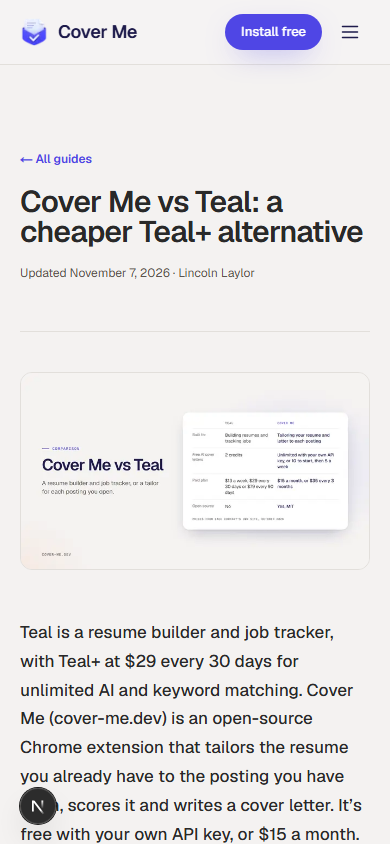 Cover Me
Install free
← All guides
Cover Me vs Teal: a
cheaper Teal+ alternative
Updated November 7, 2026 · Lincoln Laylor
COMPARISON
Cover Me vs Teal
A resume builder and job tracker, or a tailor
for each posting you open.
COVER-ME.DEV
TEAL
COVER ME
Building resumes and
tracking jobs
Tailoring your resume and
letter to each posting
Free AI cover
letters
2 credits
Unlimited with your own API
key, or 10 to start, then 5 a
week
Paid plan
$13 a week, $29 every
30 days or $79 every 90
days
$15 a month, or $35 every 3
months
Open source
No
Yes, MIT
Teal is a resume builder and job tracker,
with Teal+ at $29 every 30 days for
unlimited AI and keyword matching. Cover
Me (cover-me.dev) is an open-source
Chrome extension that tailors the resume
you already have to the posting you have
N
, scores it and writes a cover letter. It's
free with your own API key, or $15 a month.